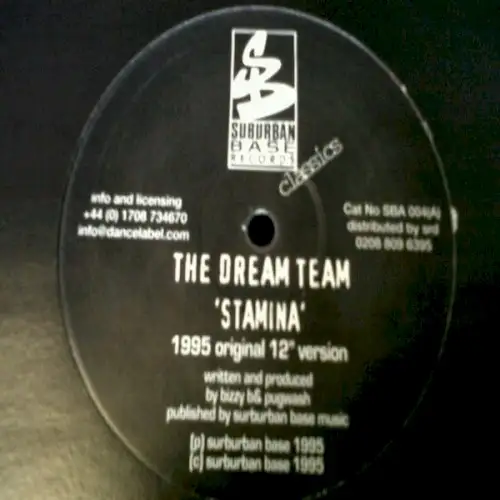 SUBURBAN
BASE
RECORDS
classics
info and licensing
+44 (0) 1708 734670
info@dancelabel.com
Cat No SBA 004(A)
distributed by srd
0208 809 6395
THE DREAM TEAM
'STAMINA'
1995 original 12" version
written and produced
by bizzy b& pugwash
published by surburban base music
(p) surburban base 1995
(c) surburban base 1995